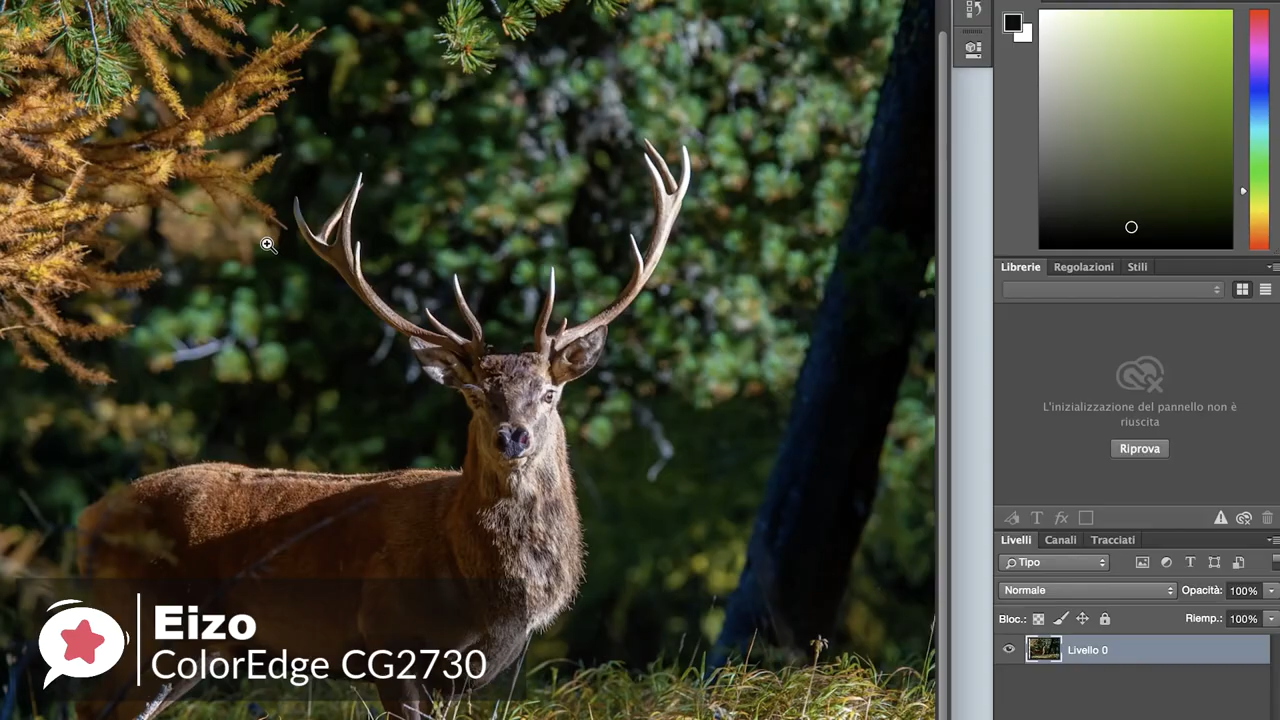 Librerie Regolazioni Stili
L'inizializzazione del pannello non è
riuscita
Riprova
T fx
Livelli Canali Tracciati
Tipo T
Normale Opacità: 100%
Bloc.: Riemp.: 100%
Livello 0
Eizo
ColorEdge CG2730